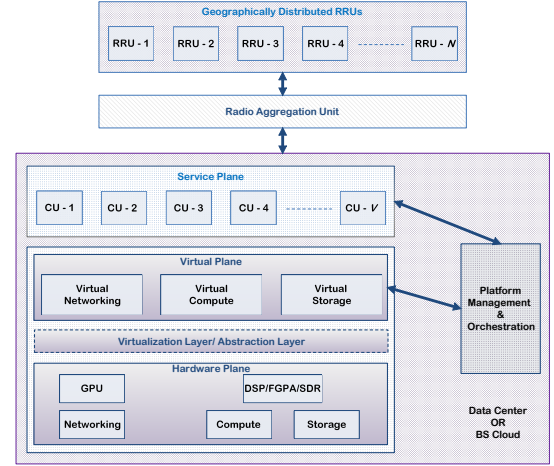 Geographically Distributed RRUs
RRU - 1
RRU - 2
RRU - 3
RRU - 4
RRU - N
Radio Aggregation Unit
Service Plane
CU - 1
CU - 2
CU - 3
CU - 4
CU - V
Virtual Plane
Virtual
Networking
Virtual
Compute
Virtual
Storage
Platform
Management
&
Orchestration
Virtualization Layer/ Abstraction Layer
Hardware Plane
GPU
DSP/FGPA/SDR
Networking
Compute
Storage
Data Center
OR
BS Cloud